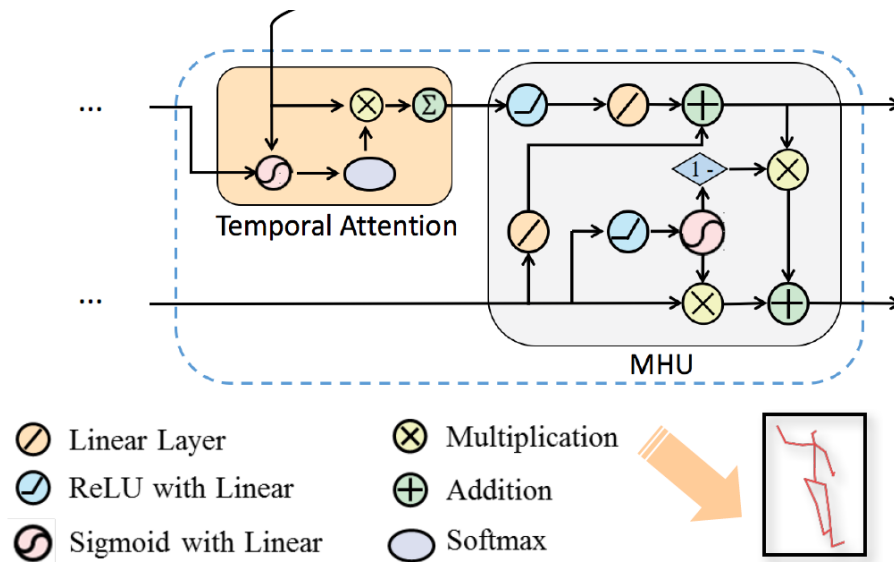 ...
Σ
1 -
Temporal Attention
...
MHU
Linear Layer
Multiplication
ReLU with Linear
Addition
Sigmoid with Linear
Softmax